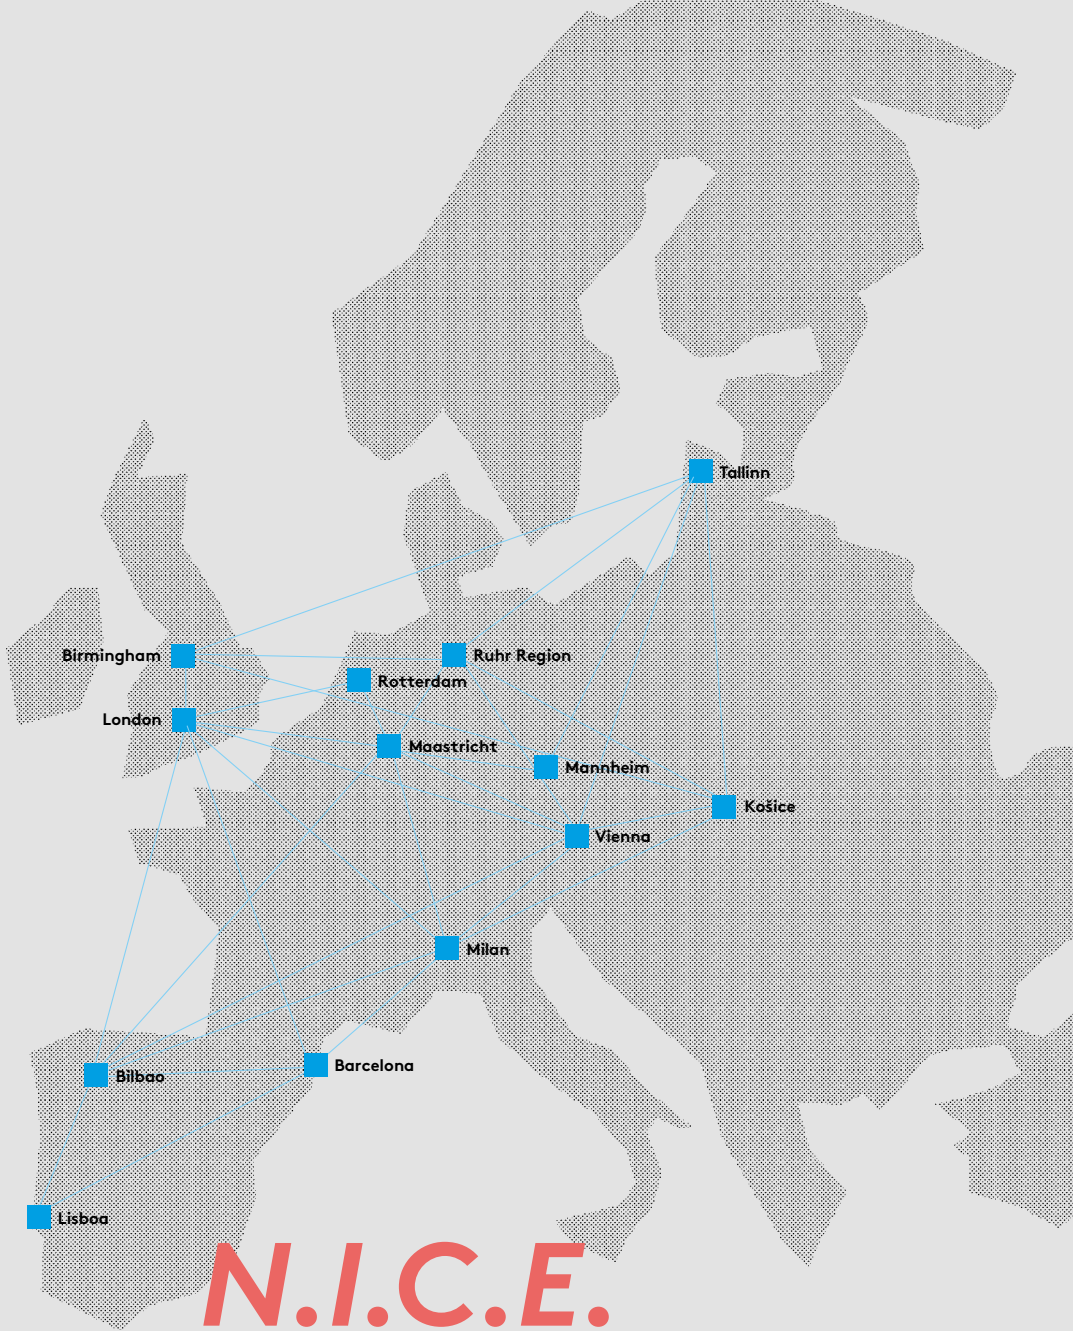 Tallinn
Birmingham
Ruhr Region
Rotterdam
London
Maastricht
Mannheim
Košice
Vienna
Milan
Barcelona
Bilbao
Lisboa
N.I.C.E.